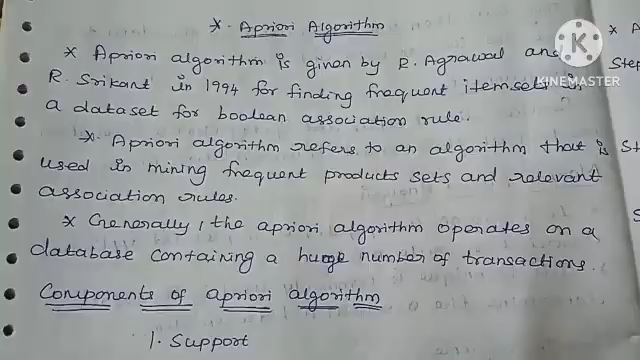 * Apriori Algorithm
* Apriori algorithm is given by R. Agrawal and
R. Srikant in 1994 for finding frequent itemsets in
a dataset for boolean association rule.
* Apriori algorithm refers to an algorithm that is
used in mining frequent products sets and relevant
association rules.
* Generally, the apriori algorithm operates on a
database containing a huge number of transactions.
Components of apriori algorithm
1. Support
* A
Step
St
S
K
KINEMASTER